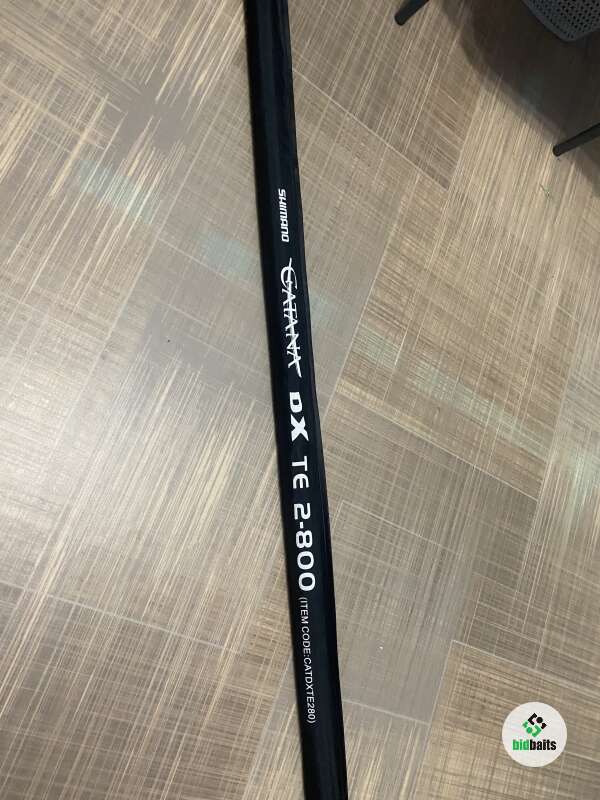 SHIMANO
CATANA
DX TE 2-800
(ITEM CODE:CATDXTE280)
bidbaits